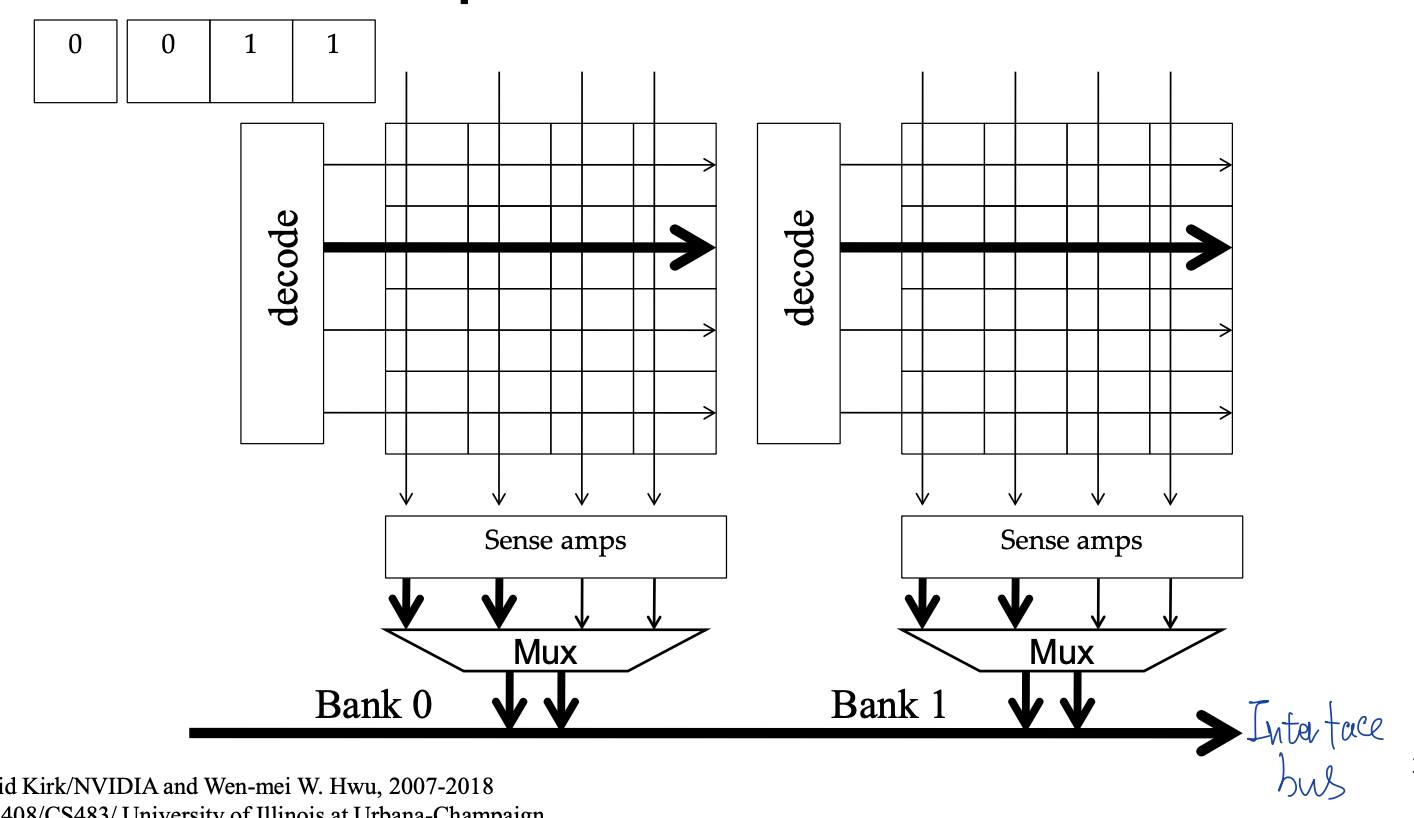 0 0 1 1
decode decode
Sense amps Sense amps
Mux Mux
Bank 0 Bank 1
Interface
bus
id Kirk/NVIDIA and Wen-mei W. Hwu, 2007-2018
408/CS483/ University of Illinois at Urbana-Champaign